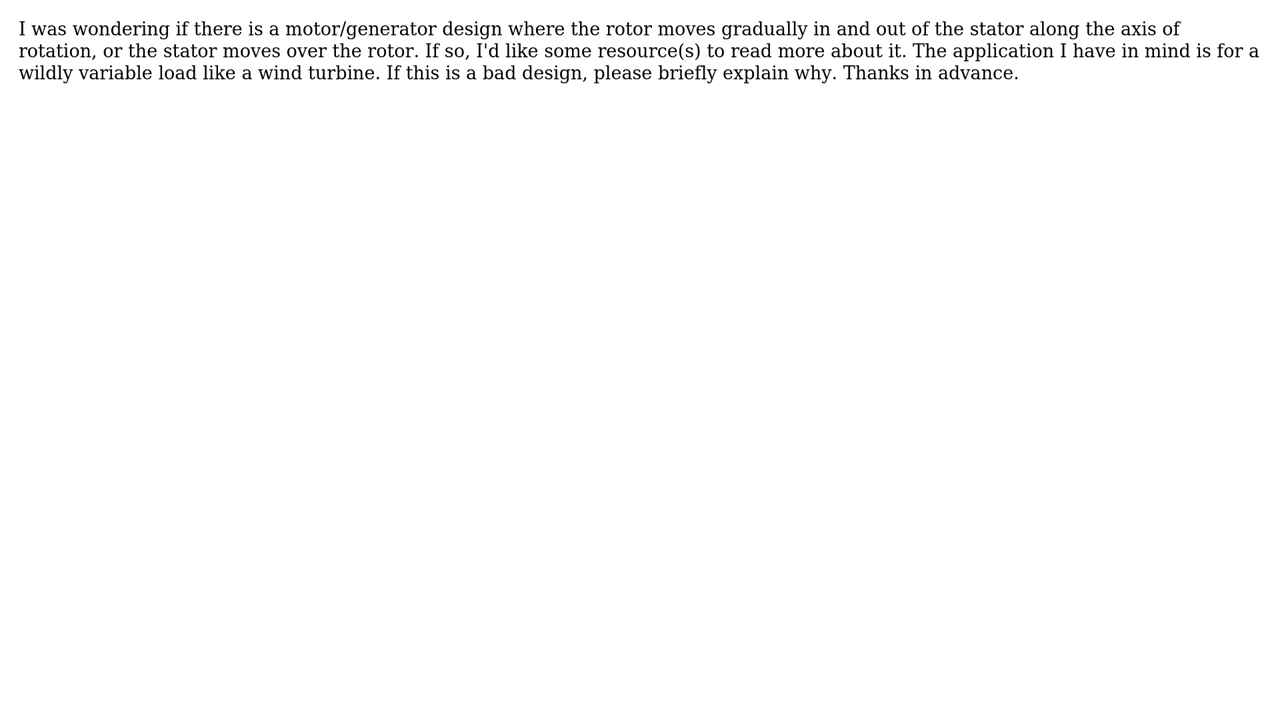 I was wondering if there is a motor/generator design where the rotor moves gradually in and out of the stator along the axis of
rotation, or the stator moves over the rotor. If so, I'd like some resource(s) to read more about it. The application I have in mind is for a
wildly variable load like a wind turbine. If this is a bad design, please briefly explain why. Thanks in advance.